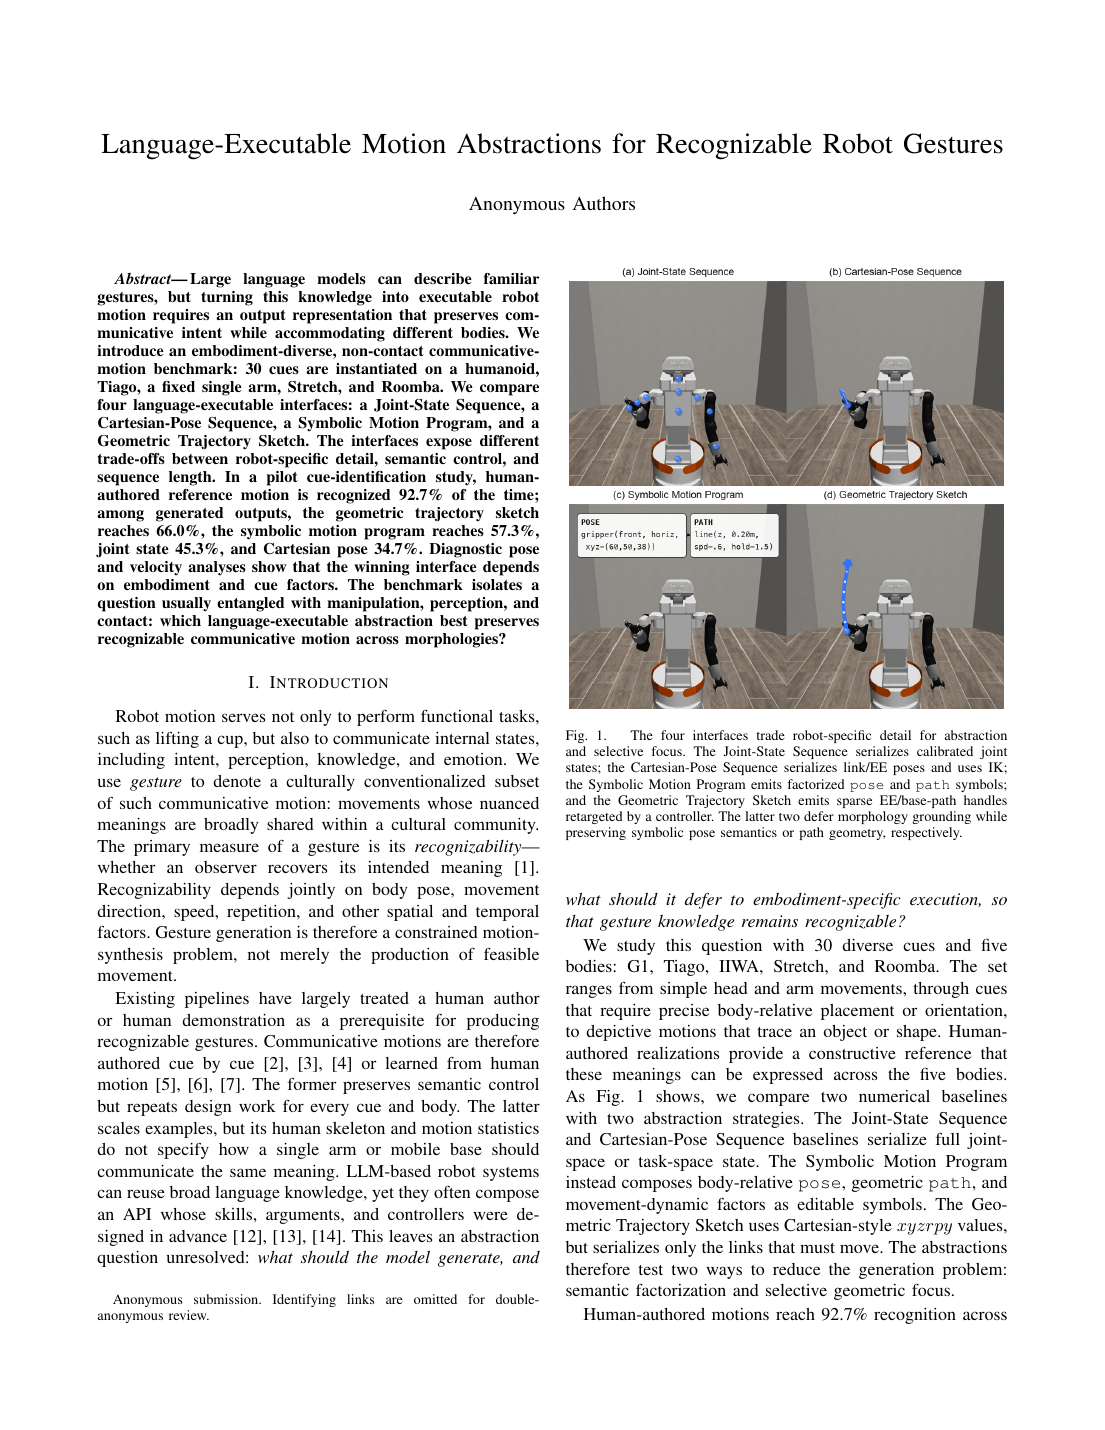 Language-Executable Motion Abstractions for Recognizable Robot Gestures
Anonymous Authors
Abstract—Large language models can describe familiar
gestures, but turning this knowledge into executable robot
motion requires an output representation that preserves com-
municative intent while accommodating different bodies. We
introduce an embodiment-diverse, non-contact communicative-
motion benchmark: 30 cues are instantiated on a humanoid,
Tiago, a fixed single arm, Stretch, and Roomba. We compare
four language-executable interfaces: a Joint-State Sequence, a
Cartesian-Pose Sequence, a Symbolic Motion Program, and a
Geometric Trajectory Sketch. The interfaces expose different
trade-offs between robot-specific detail, semantic control, and
sequence length. In a pilot cue-identification study, human-
authored reference motion is recognized 92.7% of the time;
among generated outputs, the geometric trajectory sketch
reaches 66.0%, the symbolic motion program reaches 57.3%,
joint state 45.3%, and Cartesian pose 34.7%. Diagnostic pose
and velocity analyses show that the winning interface depends
on embodiment and cue factors. The benchmark isolates a
question usually entangled with manipulation, perception, and
contact: which language-executable abstraction best preserves
recognizable communicative motion across morphologies?
I. INTRODUCTION
Robot motion serves not only to perform functional tasks,
such as lifting a cup, but also to communicate internal states,
including intent, perception, knowledge, and emotion. We
use gesture to denote a culturally conventionalized subset
of such communicative motion: movements whose nuanced
meanings are broadly shared within a cultural community.
The primary measure of a gesture is its recognizability—
whether an observer recovers its intended meaning [1].
Recognizability depends jointly on body pose, movement
direction, speed, repetition, and other spatial and temporal
factors. Gesture generation is therefore a constrained motion-
synthesis problem, not merely the production of feasible
movement.
Existing pipelines have largely treated a human author
or human demonstration as a prerequisite for producing
recognizable gestures. Communicative motions are therefore
authored cue by cue [2], [3], [4] or learned from human
motion [5], [6], [7]. The former preserves semantic control
but repeats design work for every cue and body. The latter
scales examples, but its human skeleton and motion statistics
do not specify how a single arm or mobile base should
communicate the same meaning. LLM-based robot systems
can reuse broad language knowledge, yet they often compose
an API whose skills, arguments, and controllers were de-
signed in advance [12], [13], [14]. This leaves an abstraction
question unresolved: what should the model generate, and
Anonymous submission. Identifying links are omitted for double-
anonymous review.
(a) Joint-State Sequence
(b) Cartesian-Pose Sequence
(c) Symbolic Motion Program
(d) Geometric Trajectory Sketch
POSE
gripper(front, horiz,
xyz=(60,50,38))
PATH
line(z, 0.20m,
spd=.6, hold=1.5)
Fig. 1. The four interfaces trade robot-specific detail for abstraction
and selective focus. The Joint-State Sequence serializes calibrated joint
states; the Cartesian-Pose Sequence serializes link/EE poses and uses IK;
the Symbolic Motion Program emits factorized pose and path symbols;
and the Geometric Trajectory Sketch emits sparse EE/base-path handles
retargeted by a controller. The latter two defer morphology grounding while
preserving symbolic pose semantics or path geometry, respectively.
what should it defer to embodiment-specific execution, so
that gesture knowledge remains recognizable?
We study this question with 30 diverse cues and five
bodies: G1, Tiago, IIWA, Stretch, and Roomba. The set
ranges from simple head and arm movements, through cues
that require precise body-relative placement or orientation,
to depictive motions that trace an object or shape. Human-
authored realizations provide a constructive reference that
these meanings can be expressed across the five bodies.
As Fig. 1 shows, we compare two numerical baselines
with two abstraction strategies. The Joint-State Sequence
and Cartesian-Pose Sequence baselines serialize full joint-
space or task-space state. The Symbolic Motion Program
instead composes body-relative pose, geometric path, and
movement-dynamic factors as editable symbols. The Geo-
metric Trajectory Sketch uses Cartesian-style xyzrpy values,
but serializes only the links that must move. The abstractions
therefore test two ways to reduce the generation problem:
semantic factorization and selective geometric focus.
Human-authored motions reach 92.7% recognition across